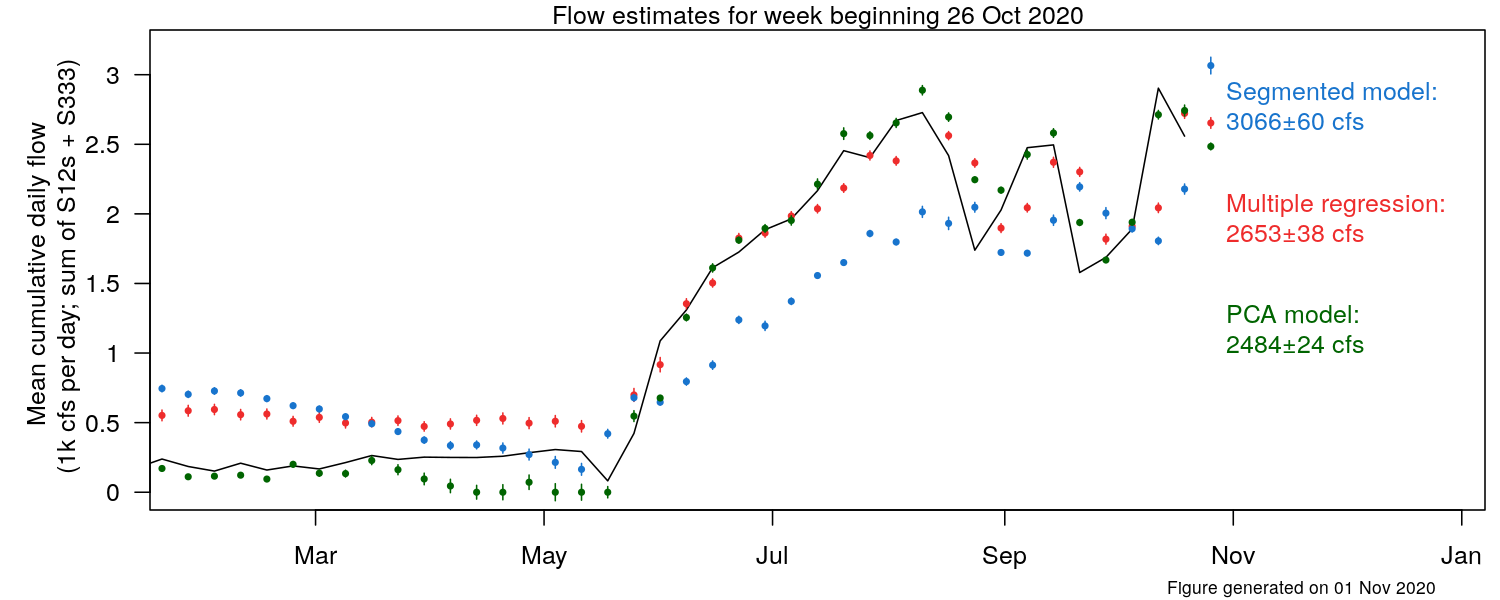 Flow estimates for week beginning 26 Oct 2020
Mean cumulative daily flow
(1k cfs per day; sum of S12s + S333)
3
2.5
2
1.5
1
0.5
0
Segmented model:
3066±60 cfs
Multiple regression:
2653±38 cfs
PCA model:
2484±24 cfs
Mar May Jul Sep Nov Jan
Figure generated on 01 Nov 2020